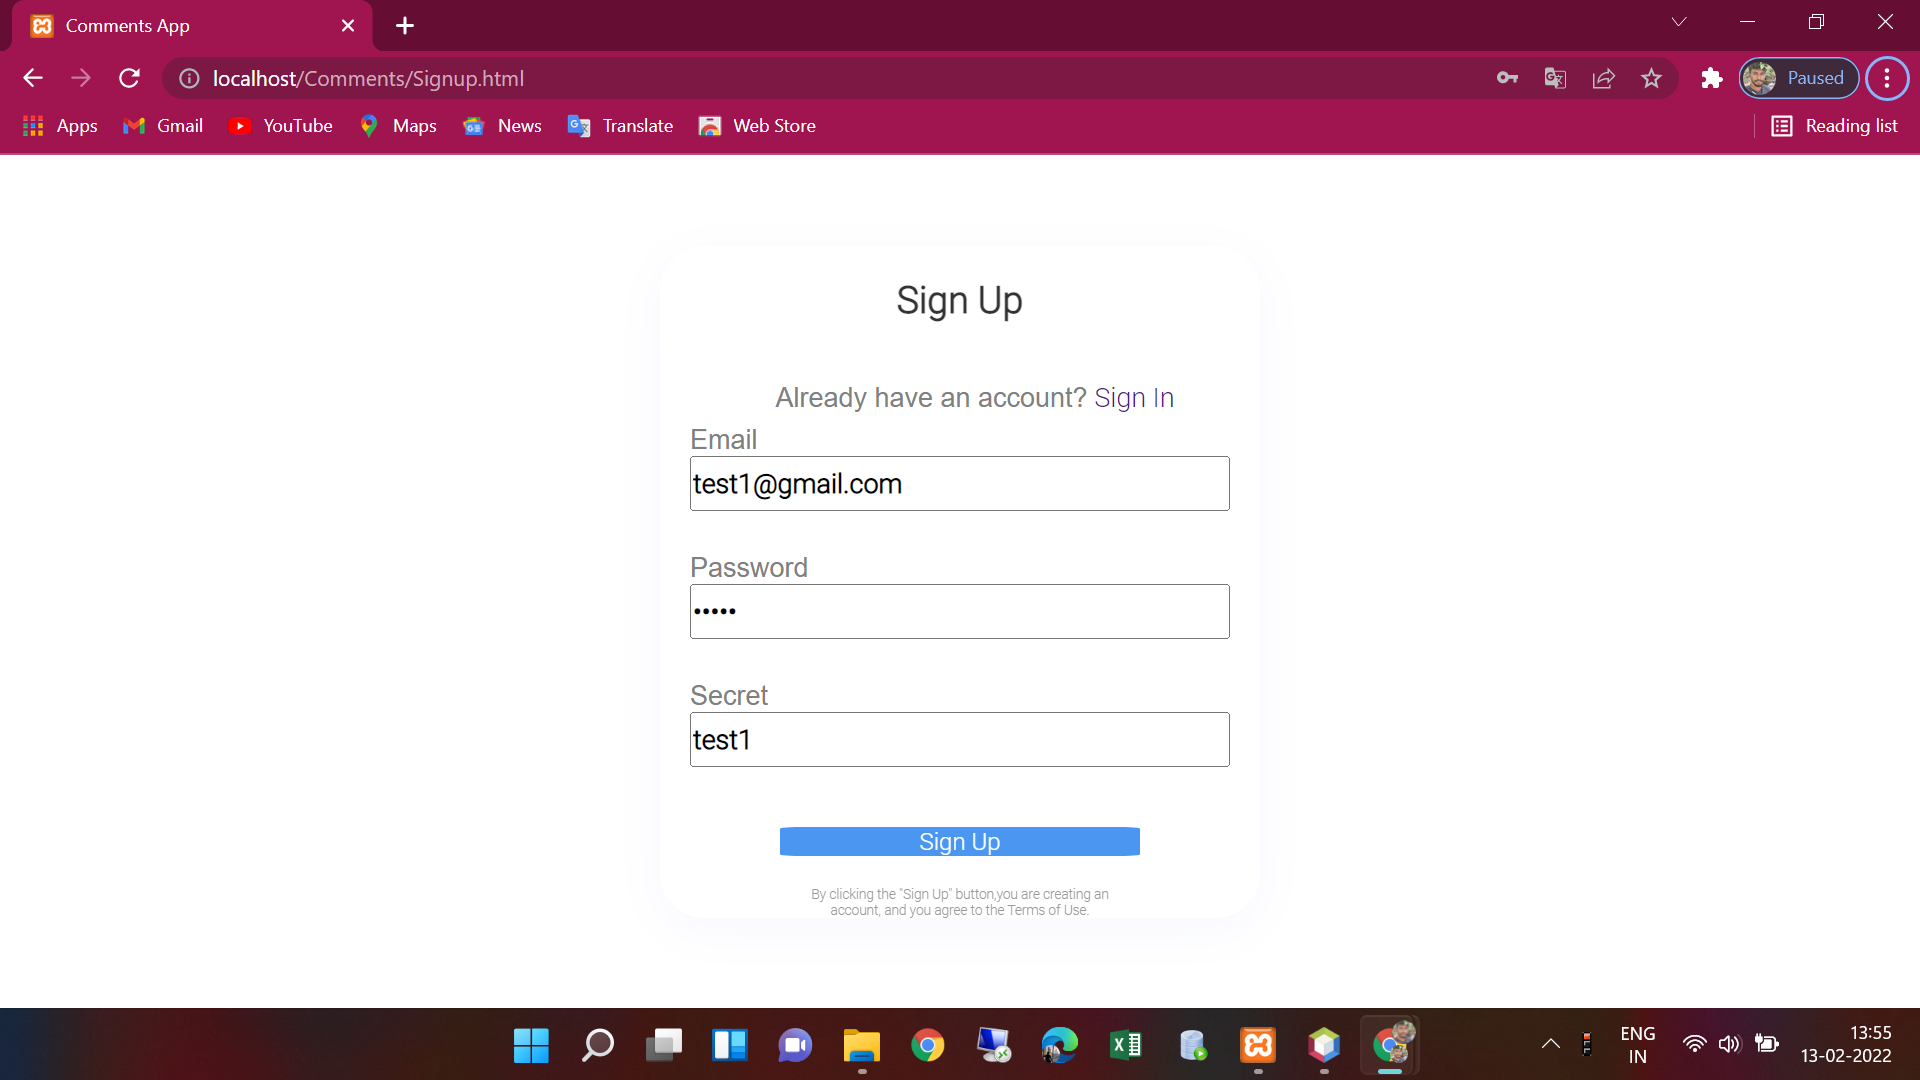 Comments App
localhost/Comments/Signup.html
Paused
Apps
Gmail
YouTube
Maps
News
Translate
Web Store
Reading list
Sign Up
Already have an account? Sign In
Email
test1@gmail.com
Password
•••••
Secret
test1
Sign Up
By clicking the "Sign Up" button,you are creating an
account, and you agree to the Terms of Use.
ENG
IN
13:55
13-02-2022